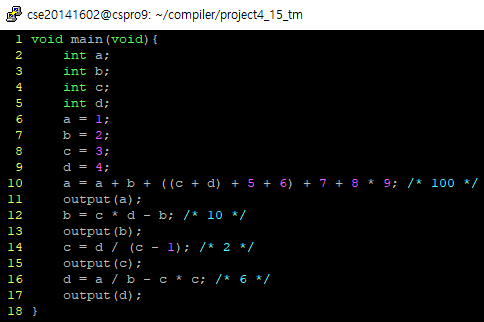 cse20141602@cspro9: ~/compiler/project4_15_tm
1 void main(void){
2     int a;
3     int b;
4     int c;
5     int d;
6     a = 1;
7     b = 2;
8     c = 3;
9     d = 4;
10     a = a + b + ((c + d) + 5 + 6) + 7 + 8 * 9; /* 100 */
11     output(a);
12     b = c * d - b; /* 10 */
13     output(b);
14     c = d / (c - 1); /* 2 */
15     output(c);
16     d = a / b - c * c; /* 6 */
17     output(d);
18 }